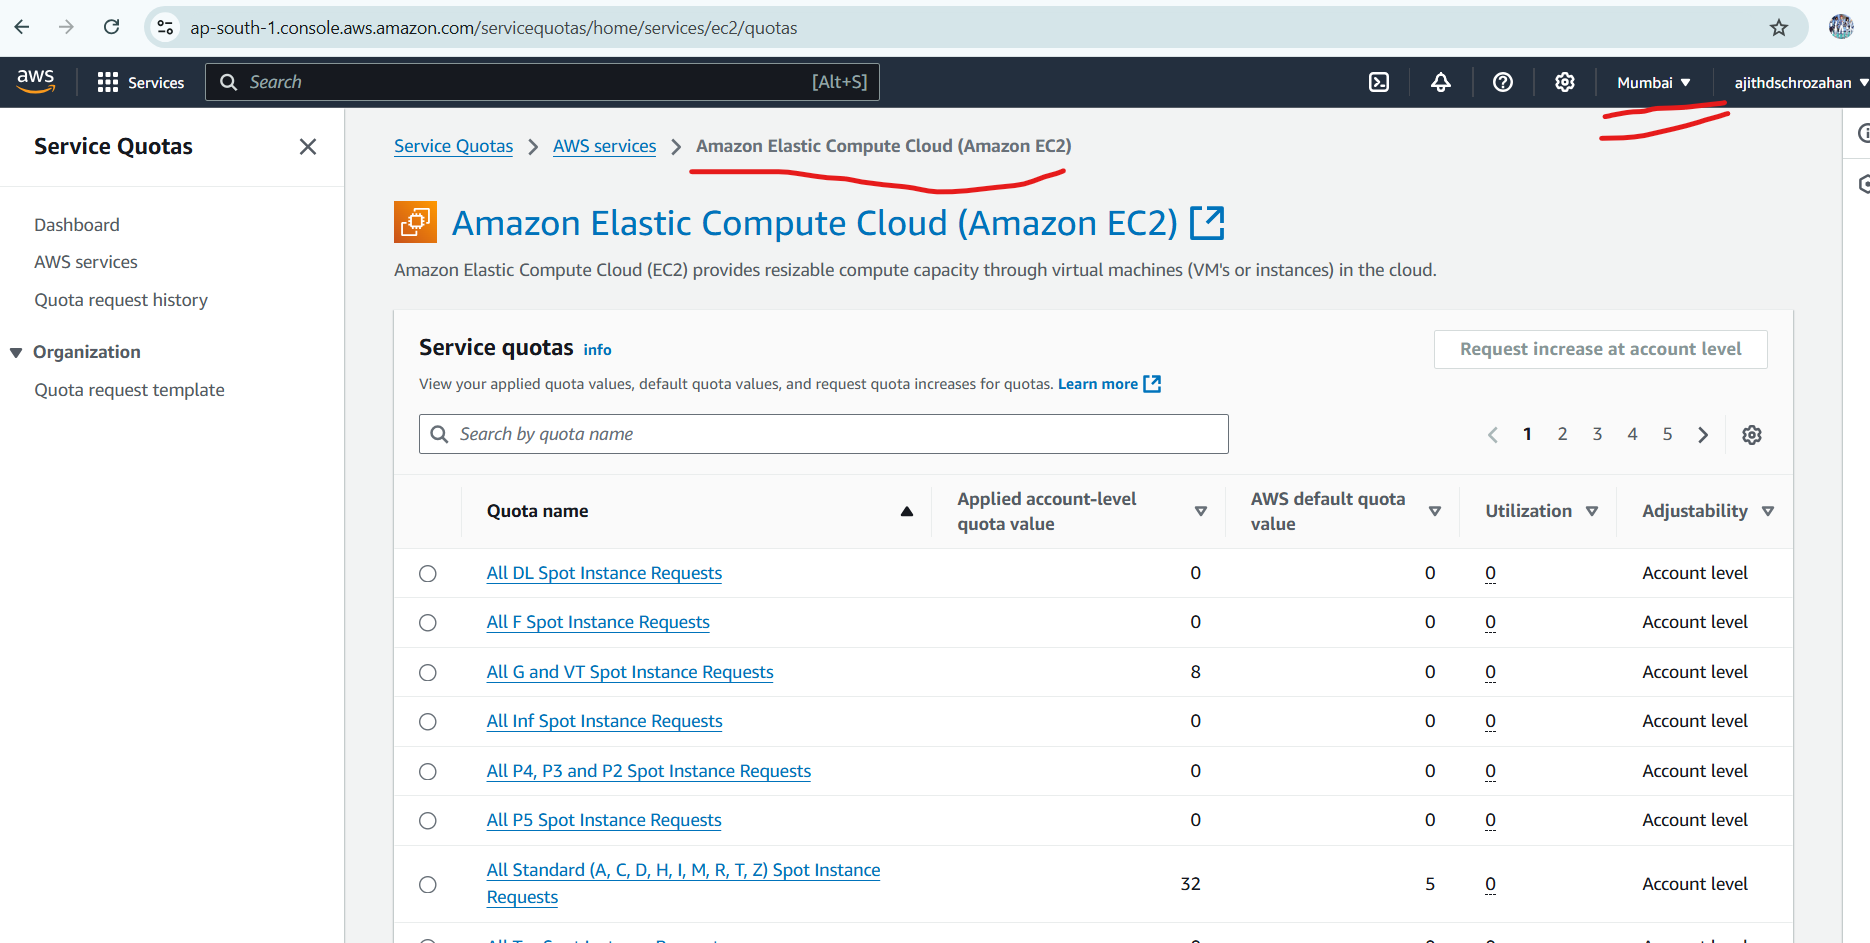 ap-south-1.console.aws.amazon.com/servicequotas/home/services/ec2/quotas
aws Services Search [Alt+S] Mumbai ajithdschrozahan
Service Quotas
Dashboard
AWS services
Quota request history
Organization
Quota request template
Service Quotas > AWS services > Amazon Elastic Compute Cloud (Amazon EC2)
Amazon Elastic Compute Cloud (Amazon EC2)
Amazon Elastic Compute Cloud (EC2) provides resizable compute capacity through virtual machines (VM's or instances) in the cloud.
Service quotas info
Request increase at account level
View your applied quota values, default quota values, and request quota increases for quotas. Learn more
Search by quota name
1 2 3 4 5
Quota name Applied account-level quota value AWS default quota value Utilization Adjustability
All DL Spot Instance Requests 0 0 0 Account level
All F Spot Instance Requests 0 0 0 Account level
All G and VT Spot Instance Requests 8 0 0 Account level
All Inf Spot Instance Requests 0 0 0 Account level
All P4, P3 and P2 Spot Instance Requests 0 0 0 Account level
All P5 Spot Instance Requests 0 0 0 Account level
All Standard (A, C, D, H, I, M, R, T, Z) Spot Instance
Requests 32 5 0 Account level